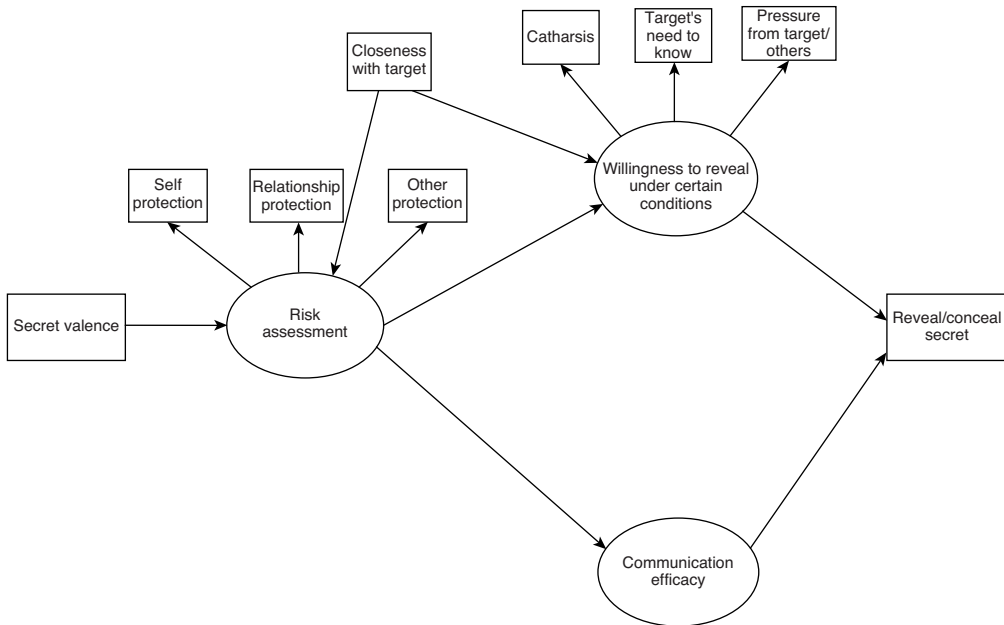 Catharsis
Target's
need to
know
Pressure from
target/
others
Closeness
with target
Self
protection
Relationship
protection
Other
protection
Willingness to reveal
under certain
conditions
Secret valence
Risk
assessment
Reveal/conceal
secret
Communication
efficacy